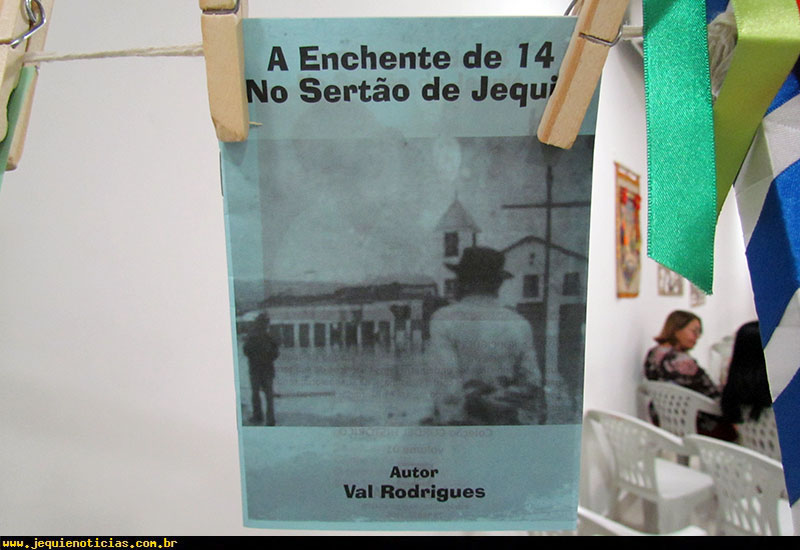 A Enchente de 14
No Sertão de Jequi
Autor
Val Rodrigues
www.jequienoticias.com.br